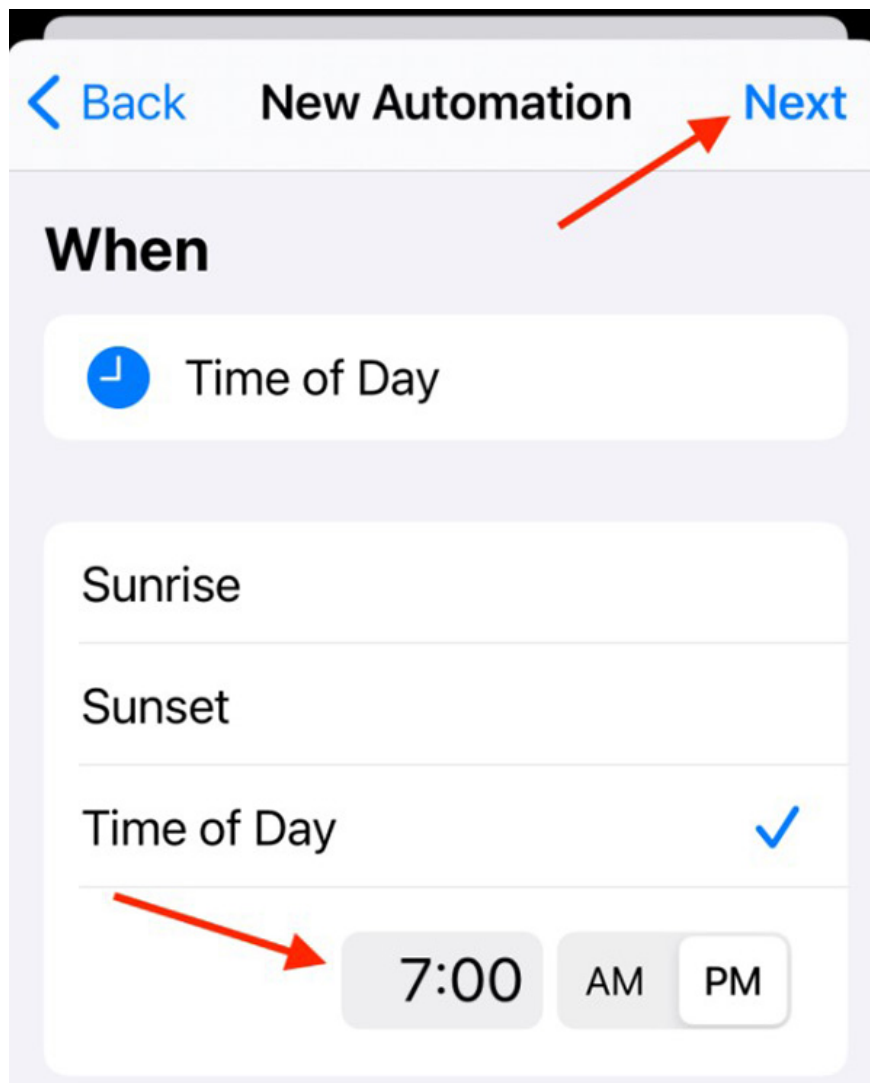 Back New Automation Next
When
Time of Day
Sunrise
Sunset
Time of Day
7:00 AM PM